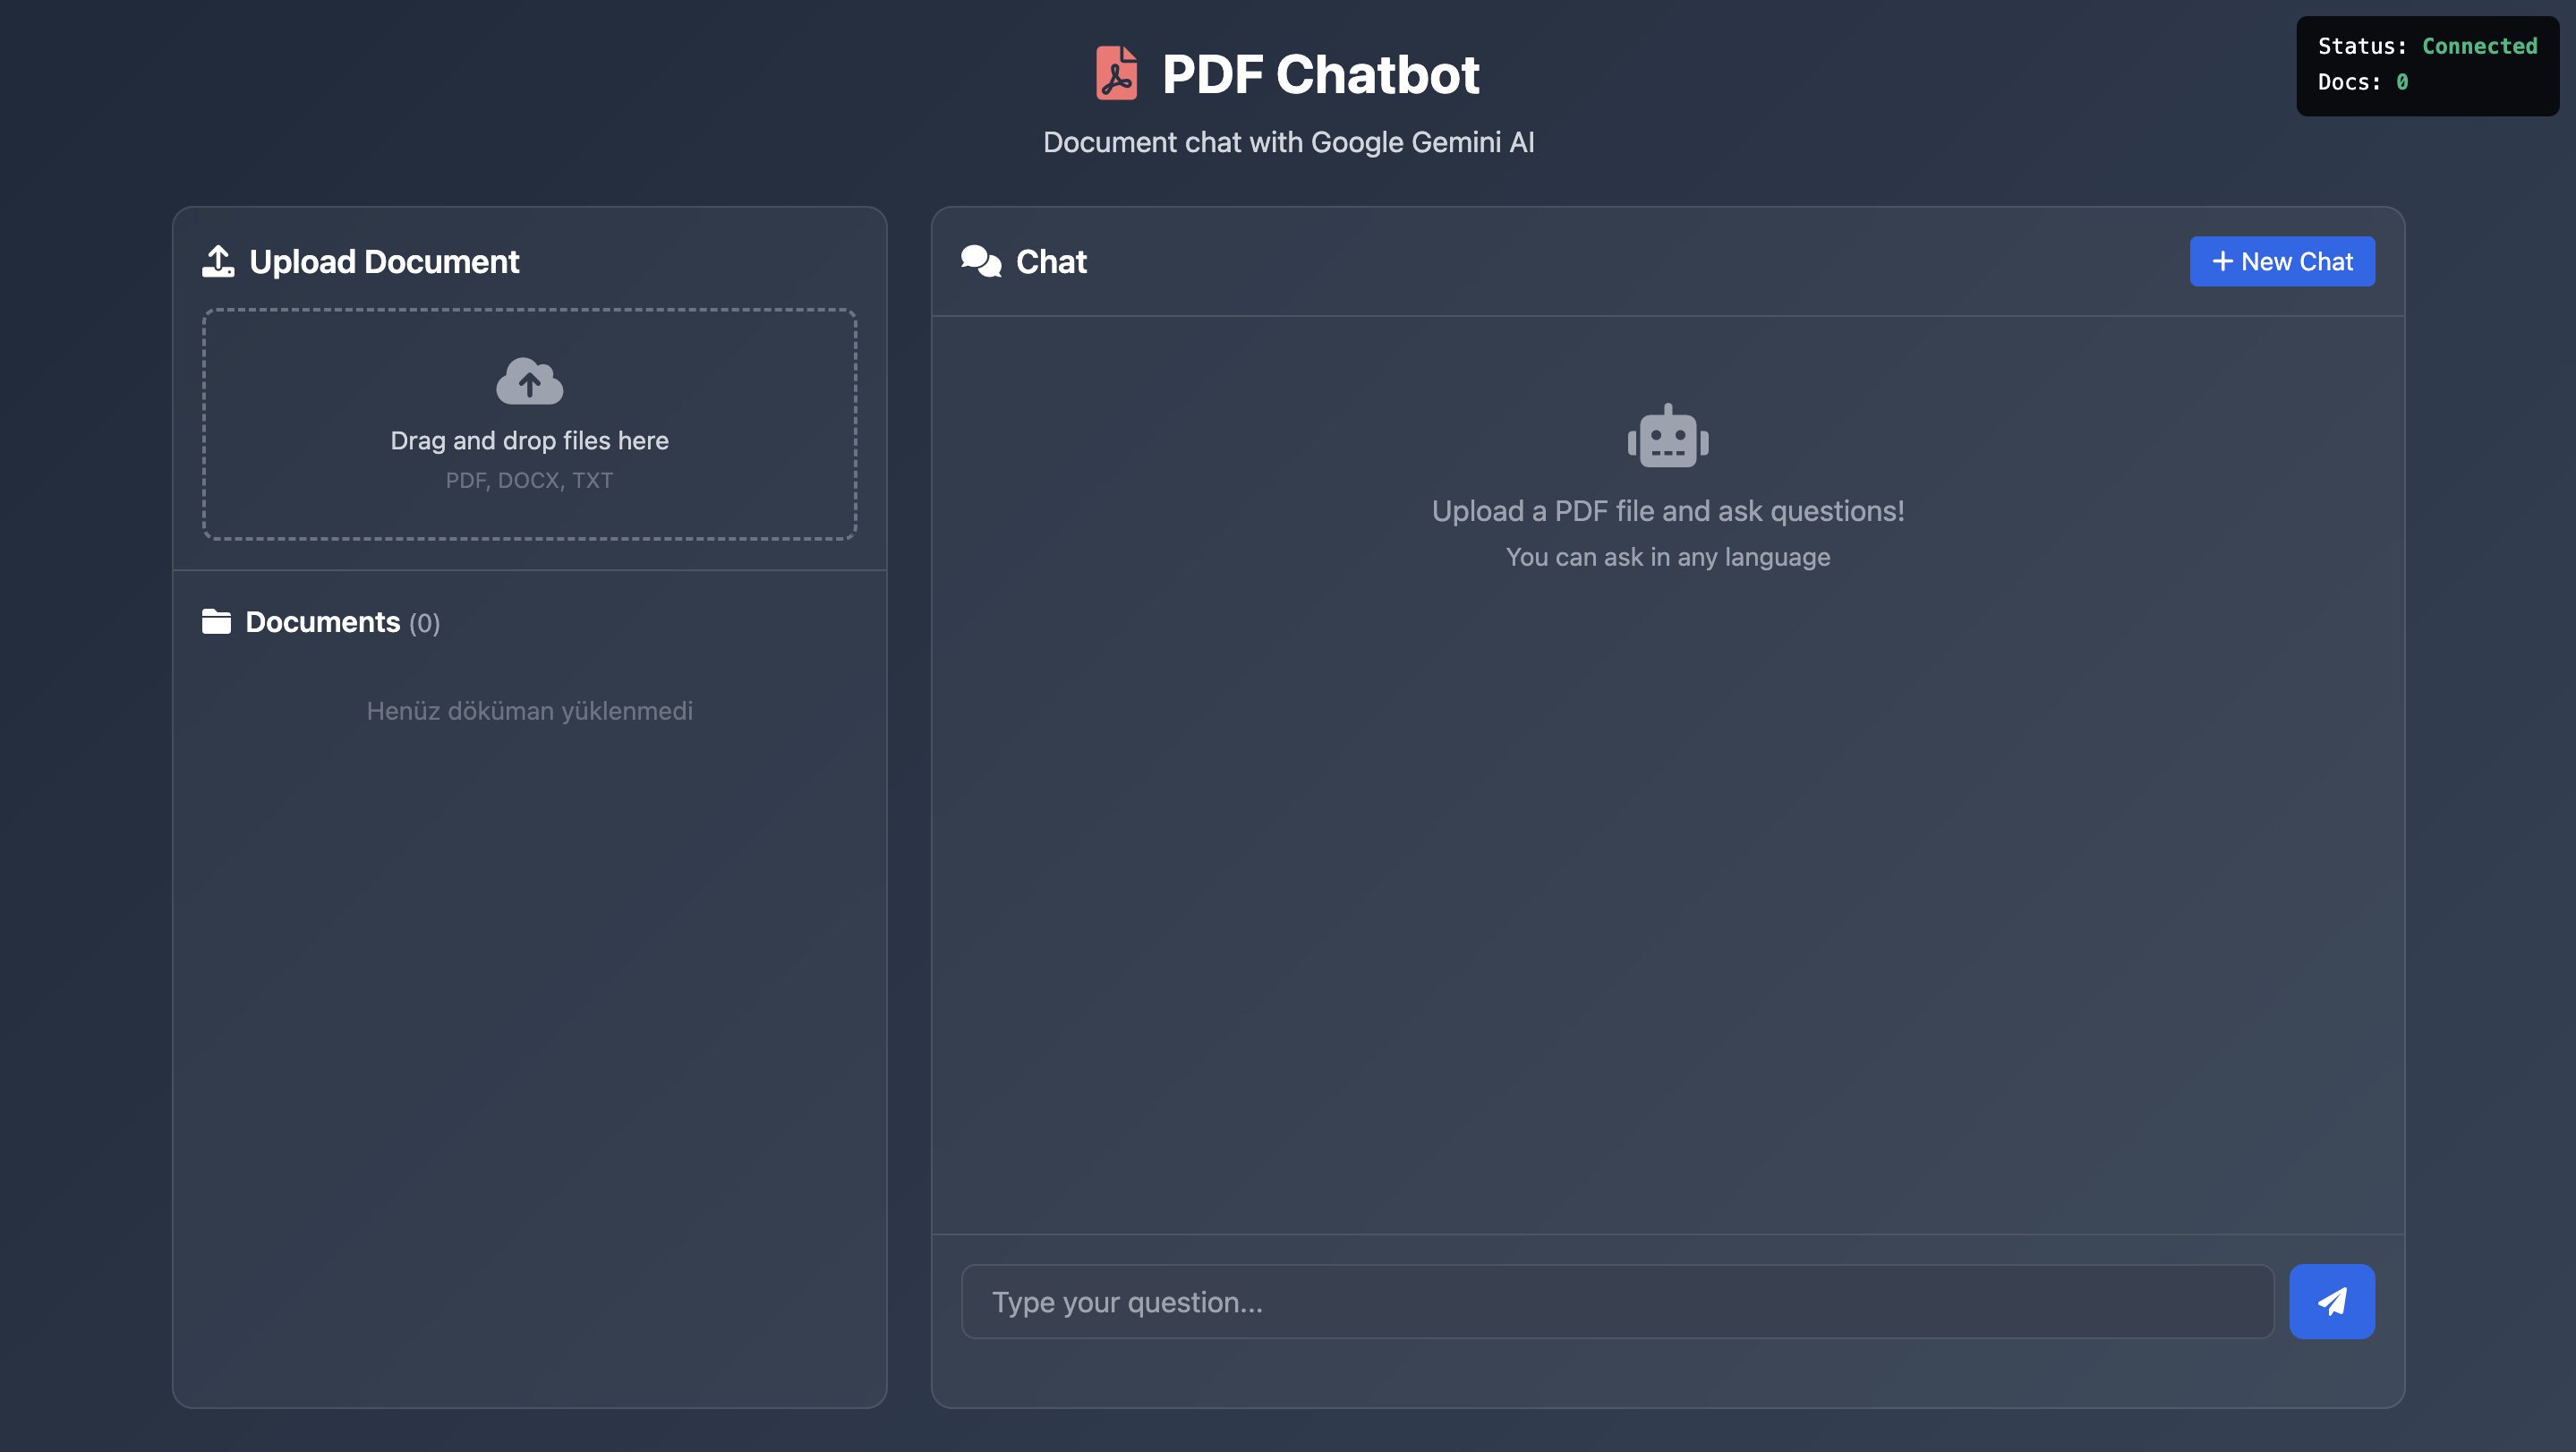 PDF Chatbot
Document chat with Google Gemini AI
Status: Connected
Docs: 0
Upload Document
Drag and drop files here
PDF, DOCX, TXT
Documents (0)
Henüz döküman yüklenmedi
Chat
+ New Chat
Upload a PDF file and ask questions!
You can ask in any language
Type your question...